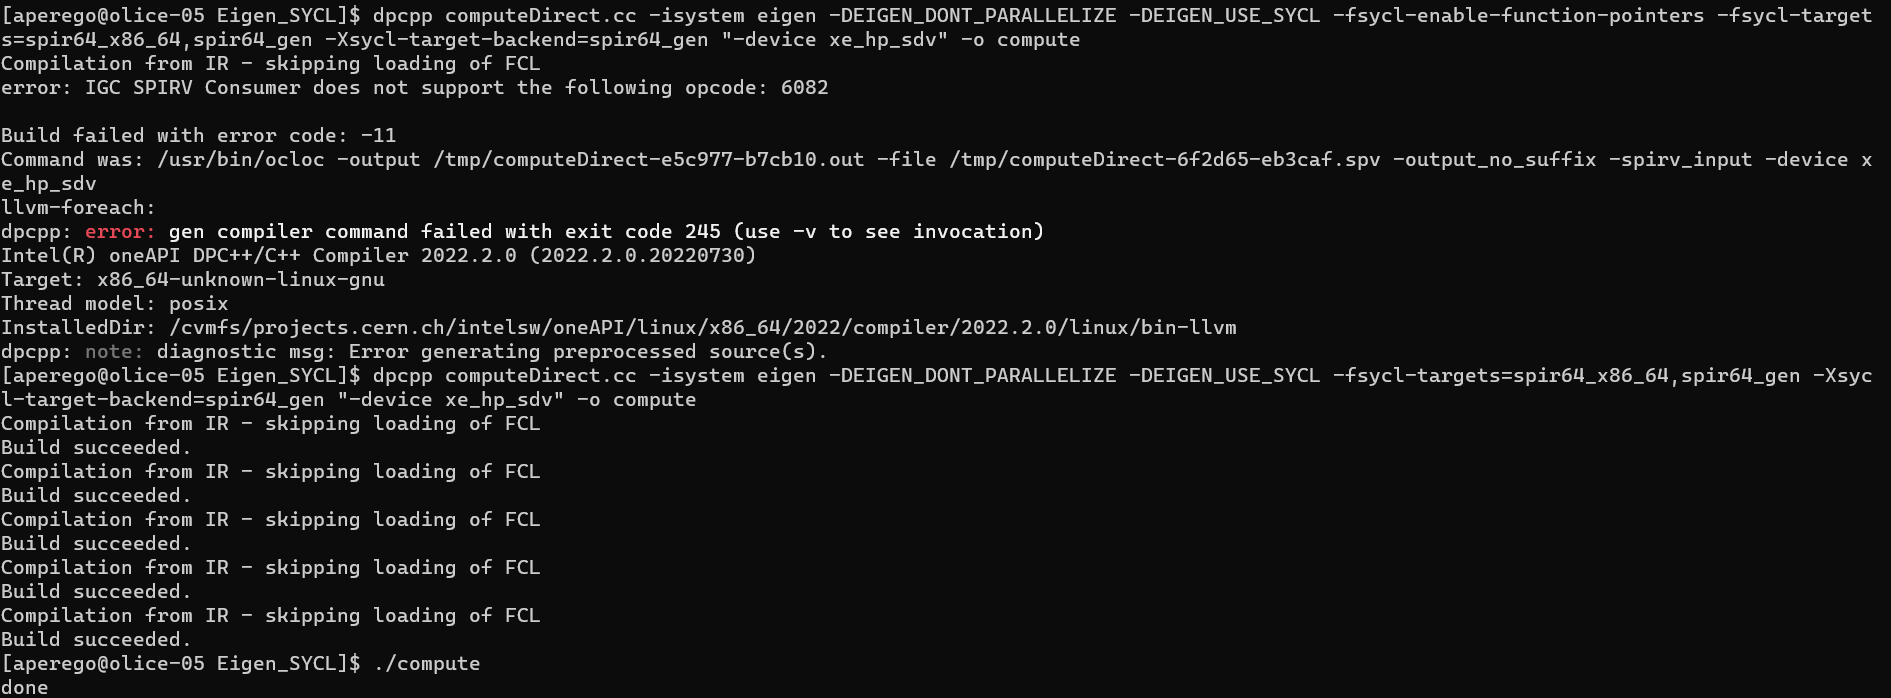 [aperego@olice-05 Eigen_SYCL]$ dpcpp computeDirect.cc -isystem eigen -DEIGEN_DONT_PARALLELIZE -DEIGEN_USE_SYCL -fsycl-enable-function-pointers -fsycl-target
s=spir64_x86_64,spir64_gen -Xsycl-target-backend=spir64_gen "-device xe_hp_sdv" -o compute
Compilation from IR - skipping loading of FCL
error: IGC SPIRV Consumer does not support the following opcode: 6082
Build failed with error code: -11
Command was: /usr/bin/ocloc -output /tmp/computeDirect-e5c977-b7cb10.out -file /tmp/computeDirect-6f2d65-eb3caf.spv -output_no_suffix -spirv_input -device x
e_hp_sdv
llvm-foreach:
dpcpp: error: gen compiler command failed with exit code 245 (use -v to see invocation)
Intel(R) oneAPI DPC++/C++ Compiler 2022.2.0 (2022.2.0.20220730)
Target: x86_64-unknown-linux-gnu
Thread model: posix
InstalledDir: /cvmfs/projects.cern.ch/intelsw/oneAPI/linux/x86_64/2022/compiler/2022.2.0/linux/bin-llvm
dpcpp: note: diagnostic msg: Error generating preprocessed source(s).
[aperego@olice-05 Eigen_SYCL]$ dpcpp computeDirect.cc -isystem eigen -DEIGEN_DONT_PARALLELIZE -DEIGEN_USE_SYCL -fsycl-targets=spir64_x86_64,spir64_gen -Xsyc
l-target-backend=spir64_gen "-device xe_hp_sdv" -o compute
Compilation from IR - skipping loading of FCL
Build succeeded.
Compilation from IR - skipping loading of FCL
Build succeeded.
Compilation from IR - skipping loading of FCL
Build succeeded.
Compilation from IR - skipping loading of FCL
Build succeeded.
Compilation from IR - skipping loading of FCL
Build succeeded.
[aperego@olice-05 Eigen_SYCL]$ ./compute
done